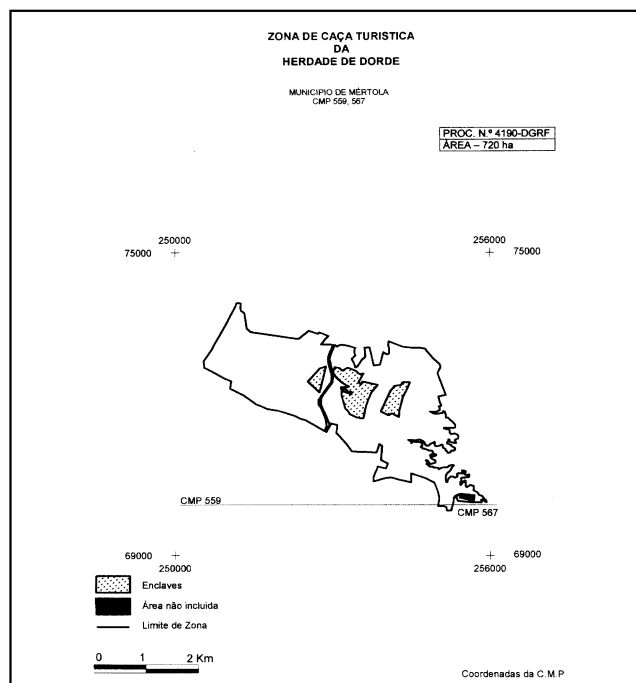 ZONA DE CAÇA TURISTICA
DA
HERDADE DE DORDE
MUNICIPIO DE MÉRTOLA
CMP 559, 567
PROC. N.º 4190-DGRF
ÁREA – 720 ha
250000
256000
75000
75000
CMP 559
CMP 567
69000
69000
250000
256000
Enclaves
Área não incluida
Limite de Zona
0 1 2 Km
Coordenadas da C.M.P